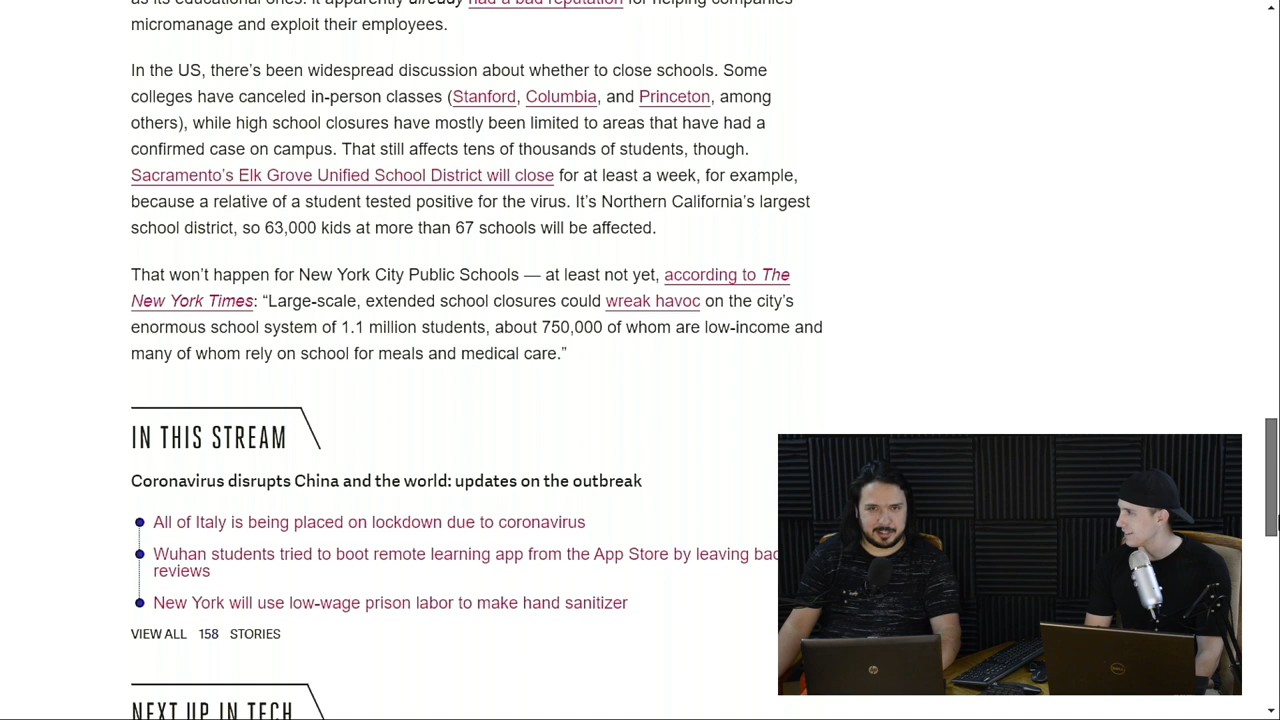 as its educational ones: it apparently already had a bad reputation for helping companies
micromanage and exploit their employees.
In the US, there’s been widespread discussion about whether to close schools. Some
colleges have canceled in-person classes (Stanford, Columbia, and Princeton, among
others), while high school closures have mostly been limited to areas that have had a
confirmed case on campus. That still affects tens of thousands of students, though.
Sacramento’s Elk Grove Unified School District will close for at least a week, for example,
because a relative of a student tested positive for the virus. It’s Northern California’s largest
school district, so 63,000 kids at more than 67 schools will be affected.
That won’t happen for New York City Public Schools — at least not yet, according to The
New York Times: “Large-scale, extended school closures could wreak havoc on the city’s
enormous school system of 1.1 million students, about 750,000 of whom are low-income and
many of whom rely on school for meals and medical care.”
IN THIS STREAM
Coronavirus disrupts China and the world: updates on the outbreak
All of Italy is being placed on lockdown due to coronavirus
Wuhan students tried to boot remote learning app from the App Store by leaving bad
reviews
New York will use low-wage prison labor to make hand sanitizer
VIEW ALL 158 STORIES
NEXT UP IN TECH
hp
DELL